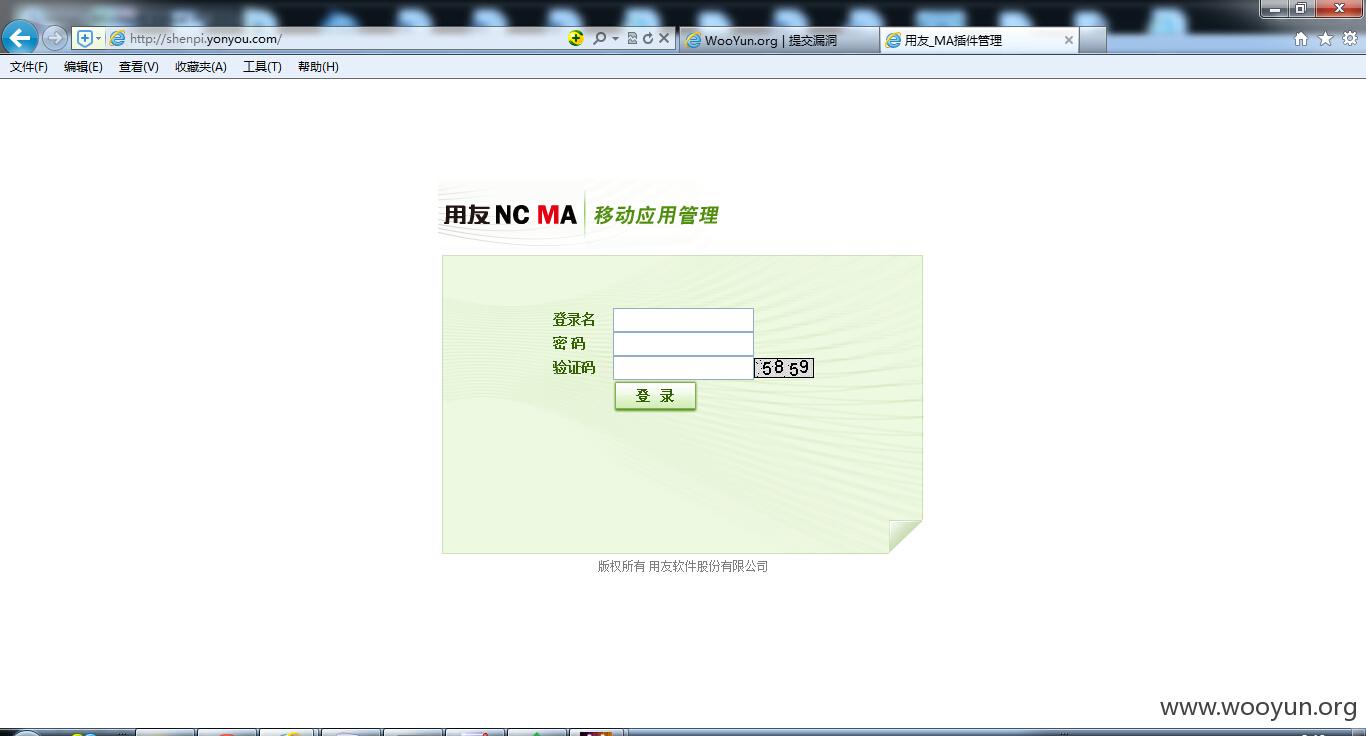 http://shenpi.yonyou.com/
WooYun.org | 提交漏洞
用友_MA插件管理
文件(F) 编辑(E) 查看(V) 收藏夹(A) 工具(T) 帮助(H)
用友 NC MA 移动应用管理
登录名
密 码
验证码 5859
登 录
版权所有 用友软件股份有限公司
www.wooyun.org